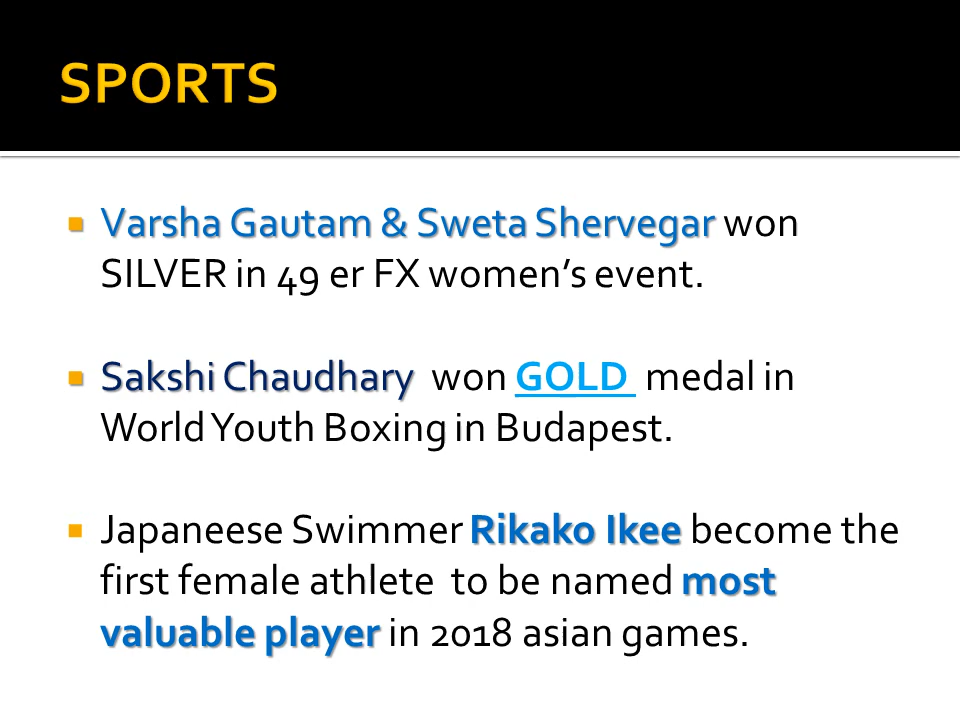 SPORTS
Varsha Gautam & Sweta Shervegar won
SILVER in 49 er FX women’s event.
Sakshi Chaudhary won GOLD medal in
World Youth Boxing in Budapest.
Japaneese Swimmer Rikako Ikee become the
first female athlete to be named most
valuable player in 2018 asian games.